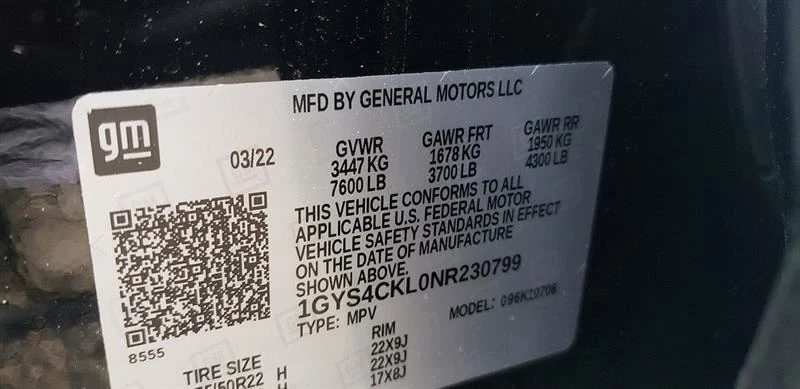 MFD BY GENERAL MOTORS LLC
gm
03/22
GVWR GAWR FRT GAWR RR
3447 KG 1678 KG 1950 KG
7600 LB 3700 LB 4300 LB
THIS VEHICLE CONFORMS TO ALL
APPLICABLE U.S. FEDERAL MOTOR
VEHICLE SAFETY STANDARDS IN EFFECT
ON THE DATE OF MANUFACTURE
SHOWN ABOVE.
1GYS4CKL0NR230799
TYPE: MPV MODEL:
8555
TIRE SIZE RIM
H 22X9J
H 22X9J
17X8J